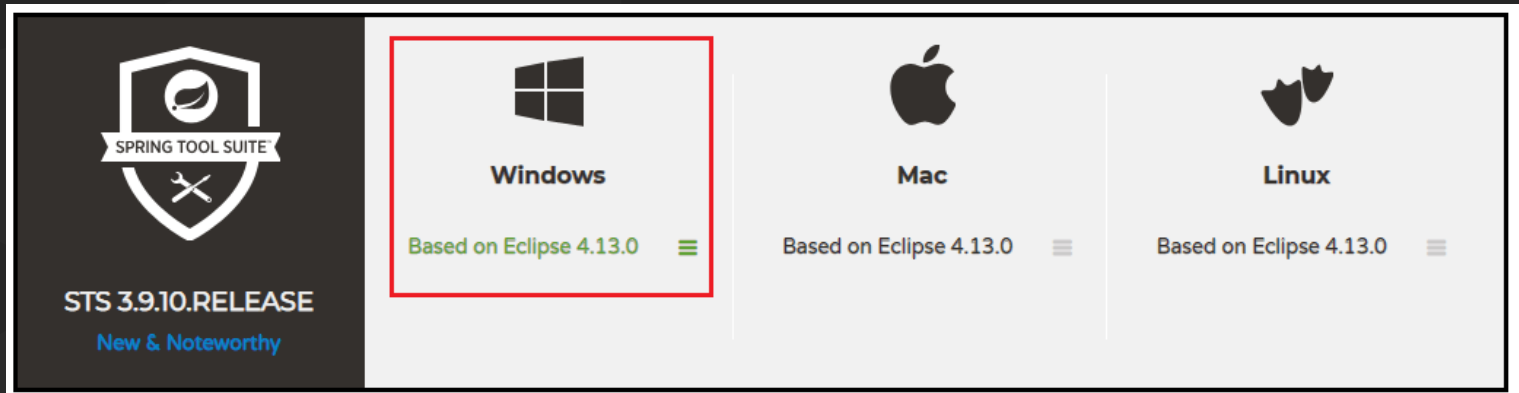 SPRING TOOL SUITE™
STS 3.9.10.RELEASE
New & Noteworthy
Windows
Based on Eclipse 4.13.0
Mac
Based on Eclipse 4.13.0
Linux
Based on Eclipse 4.13.0